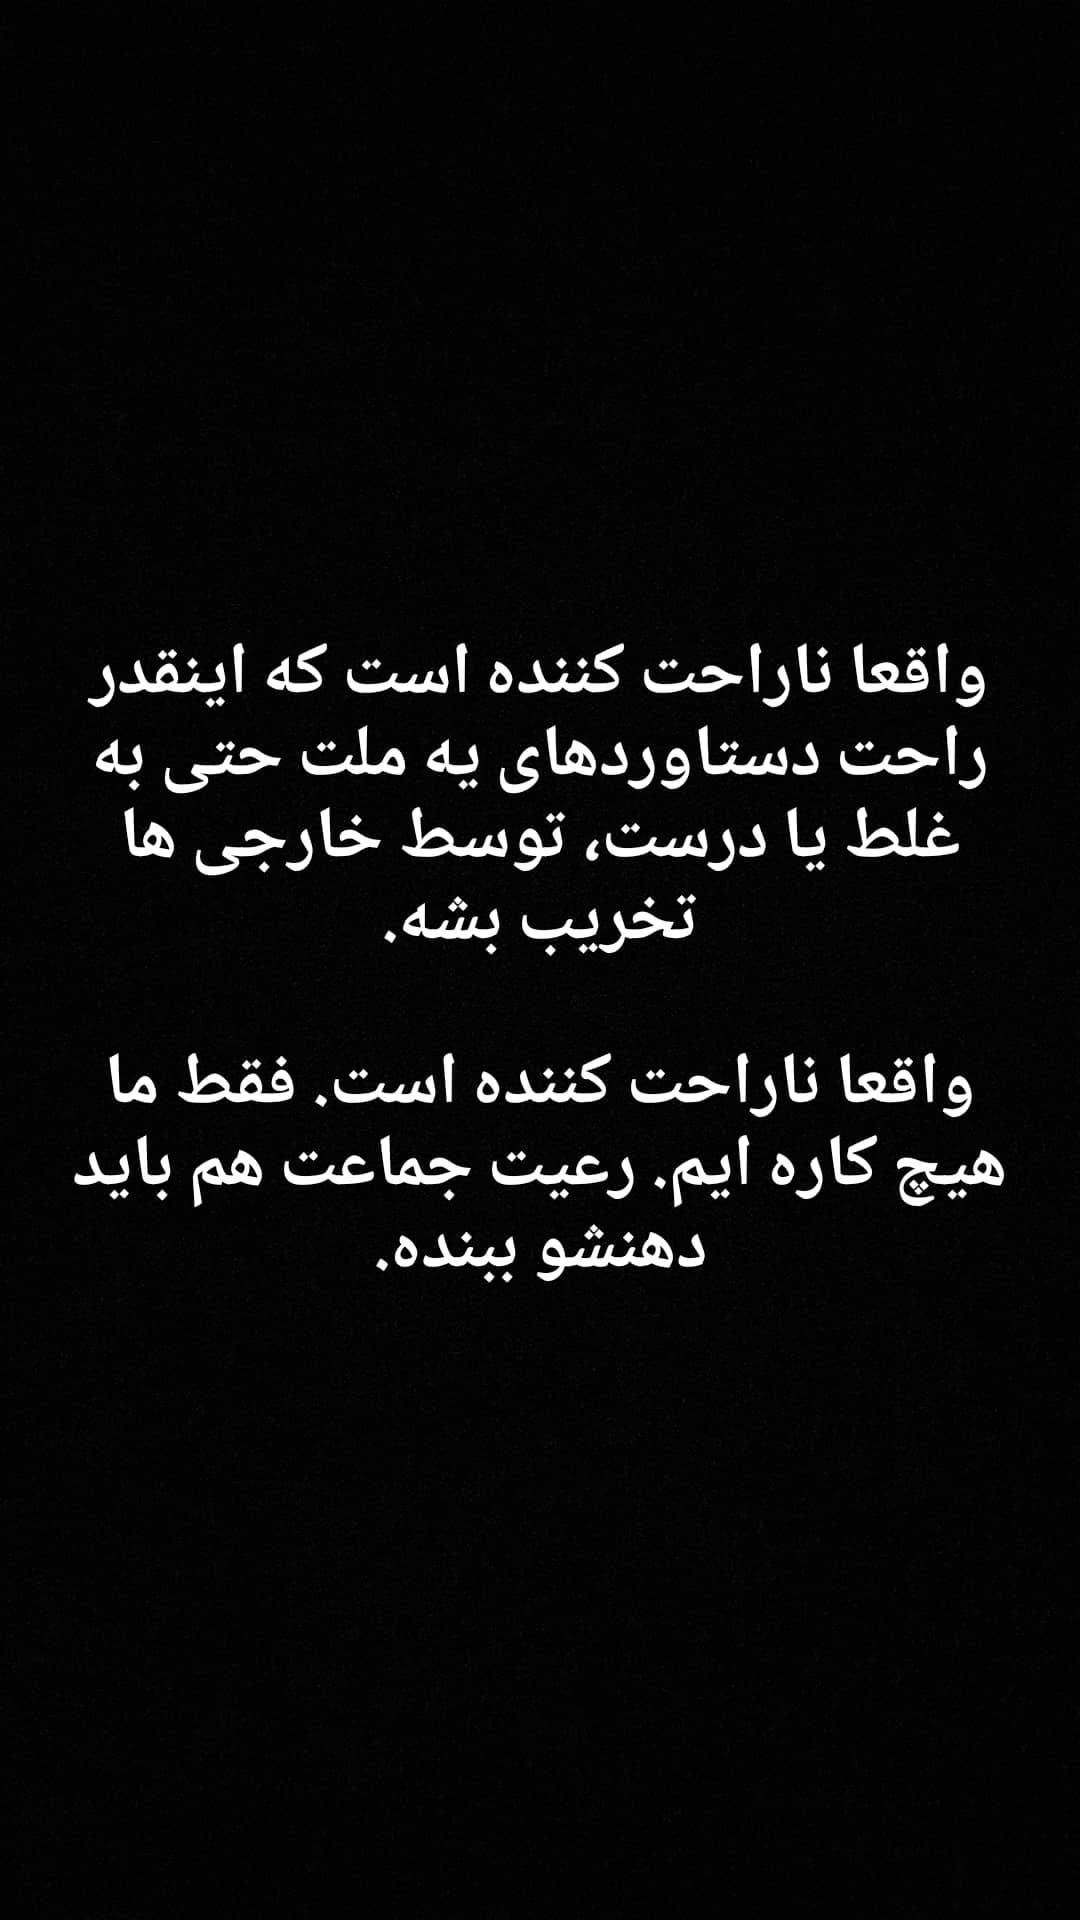 واقعا ناراحت کننده است که اینقدر
راحت دستاوردهای یه ملت حتی به
غلط یا درست، توسط خارجی ها
تخریب بشه.
واقعا ناراحت کننده است. فقط ما
هیچ کاره ایم. رعیت جماعت هم باید
دهنشو ببنده.